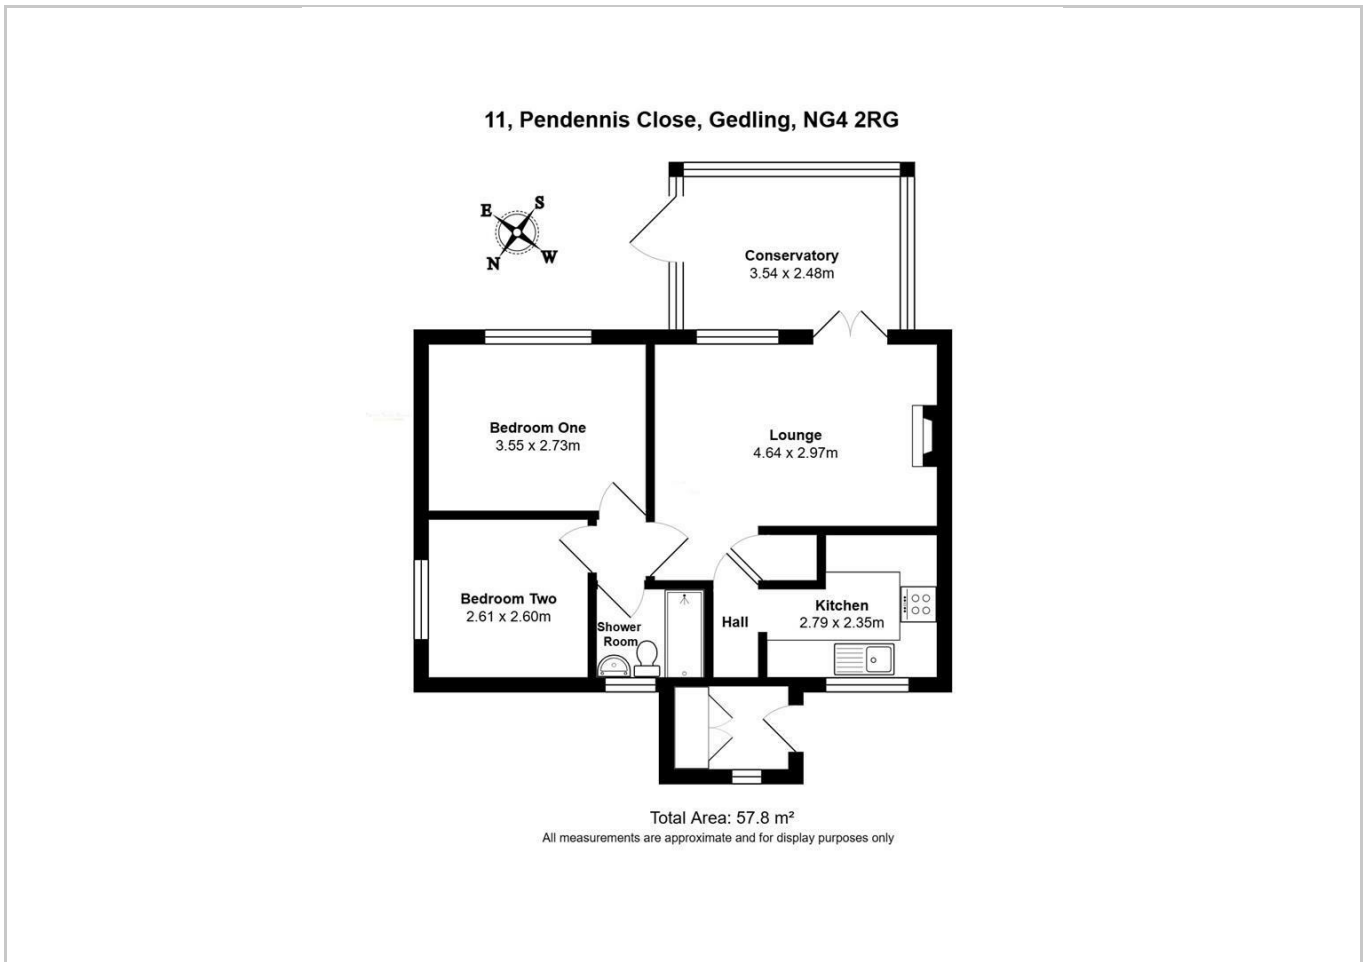 11, Pendennis Close, Gedling, NG4 2RG
S
E
W
N
Conservatory
3.54 x 2.48m
Bedroom One
3.55 x 2.73m
Lounge
4.64 x 2.97m
Bedroom Two
2.61 x 2.60m
Shower
Room
Hall
Kitchen
2.79 x 2.35m
Total Area: 57.8 m²
All measurements are approximate and for display purposes only